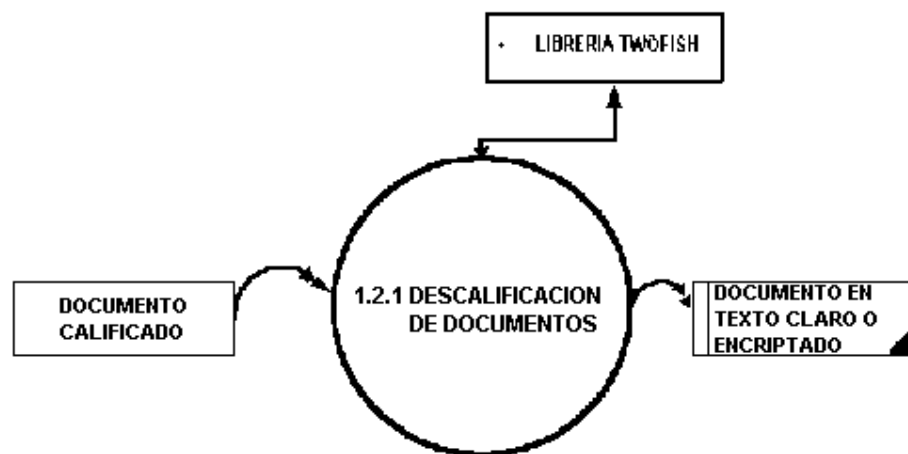 LIBRERIA TWOFISH
DOCUMENTO
CALIFICADO
1.2.1 DESCALIFICACION
DE DOCUMENTOS
DOCUMENTO EN
TEXTO CLARO O
ENCRIPTADO